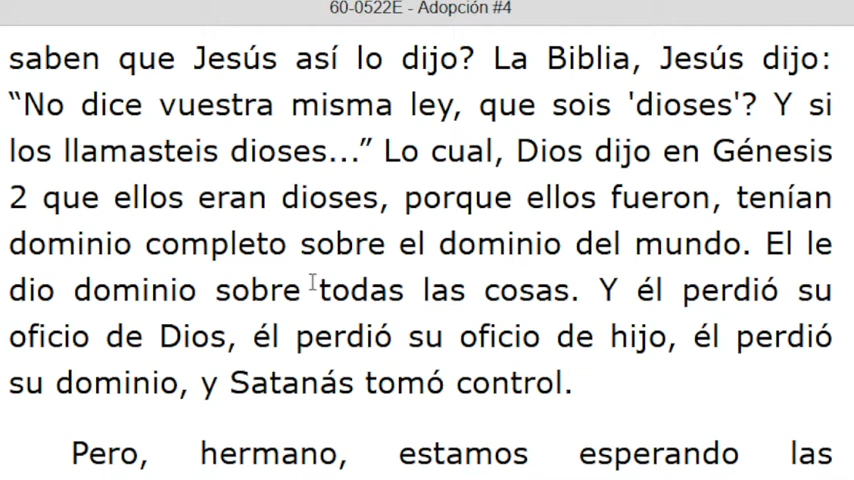 60-0522E - Adopción #4
saben que Jesús así lo dijo? La Biblia, Jesús dijo:
“No dice vuestra misma ley, que sois 'dioses'? Y si
los llamasteis dioses...” Lo cual, Dios dijo en Génesis
2 que ellos eran dioses, porque ellos fueron, tenían
dominio completo sobre el dominio del mundo. El le
dio dominio sobre todas las cosas. Y él perdió su
oficio de Dios, él perdió su oficio de hijo, él perdió
su dominio, y Satanás tomó control.
Pero, hermano, estamos esperando las